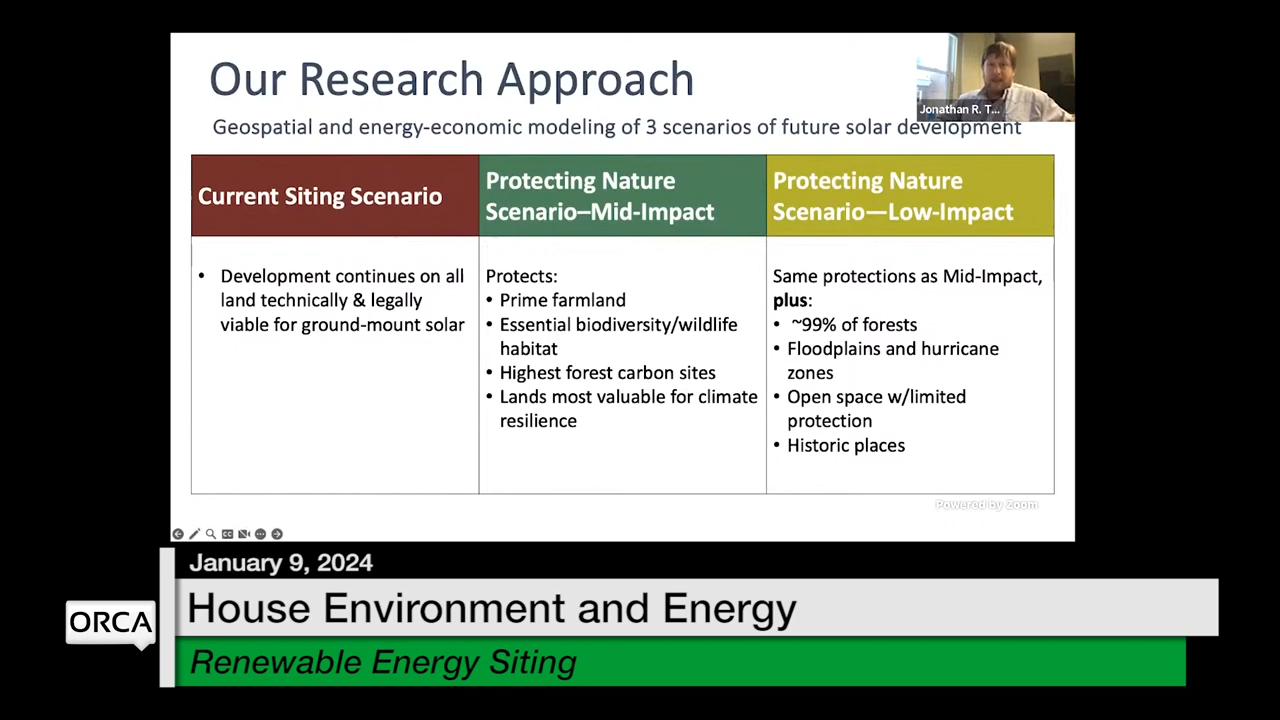 Our Research Approach
Jonathan R. T...
Geospatial and energy-economic modeling of 3 scenarios of future solar development
Current Siting Scenario
Protecting Nature
Scenario–Mid-Impact
Protecting Nature
Scenario—Low-Impact
• Development continues on all
land technically & legally
viable for ground-mount solar
Protects:
• Prime farmland
• Essential biodiversity/wildlife
habitat
• Highest forest carbon sites
• Lands most valuable for climate
resilience
Same protections as Mid-Impact,
plus:
• ~99% of forests
• Floodplains and hurricane
zones
• Open space w/limited
protection
• Historic places
Powered by Zoom
January 9, 2024
ORCA
House Environment and Energy
Renewable Energy Siting